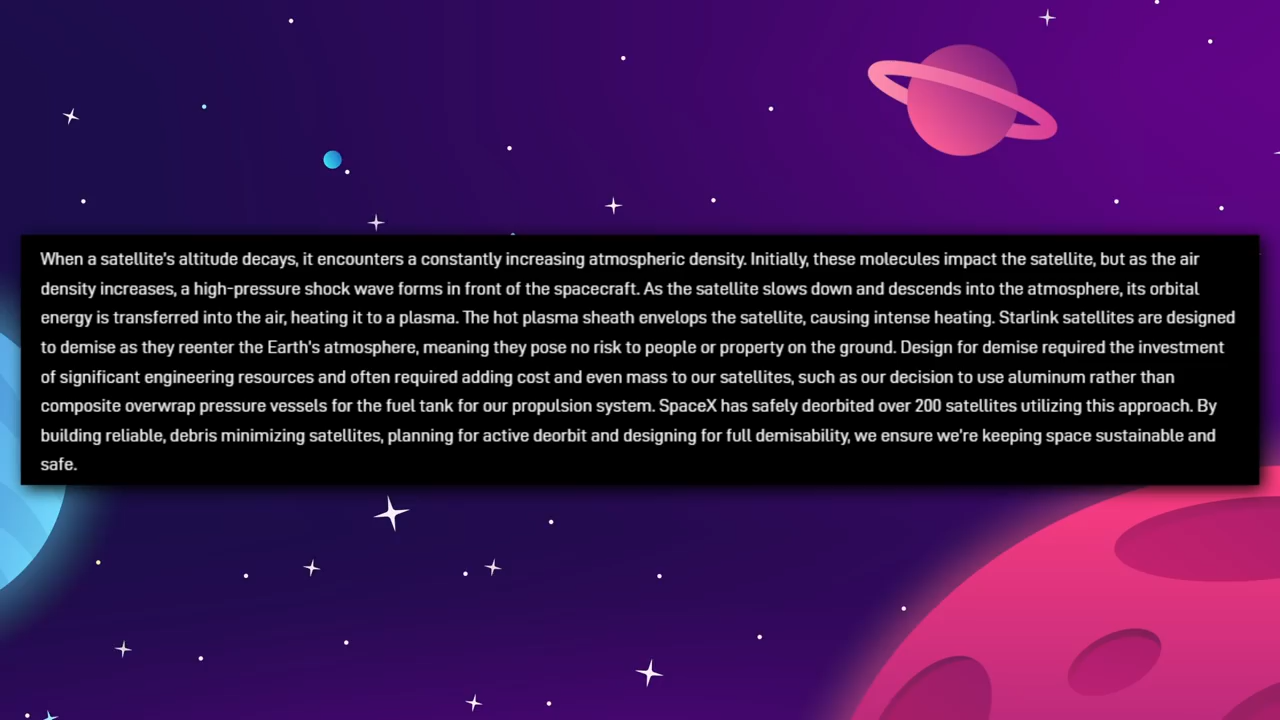 When a satellite's altitude decays, it encounters a constantly increasing atmospheric density. Initially, these molecules impact the satellite, but as the air
density increases, a high-pressure shock wave forms in front of the spacecraft. As the satellite slows down and descends into the atmosphere, its orbital
energy is transferred into the air, heating it to a plasma. The hot plasma sheath envelops the satellite, causing intense heating. Starlink satellites are designed
to demise as they reenter the Earth's atmosphere, meaning they pose no risk to people or property on the ground. Design for demise required the investment
of significant engineering resources and often required adding cost and even mass to our satellites, such as our decision to use aluminum rather than
composite overwrap pressure vessels for the fuel tank for our propulsion system. SpaceX has safely deorbited over 200 satellites utilizing this approach. By
building reliable, debris minimizing satellites, planning for active deorbit and designing for full demisability, we ensure we're keeping space sustainable and
safe.